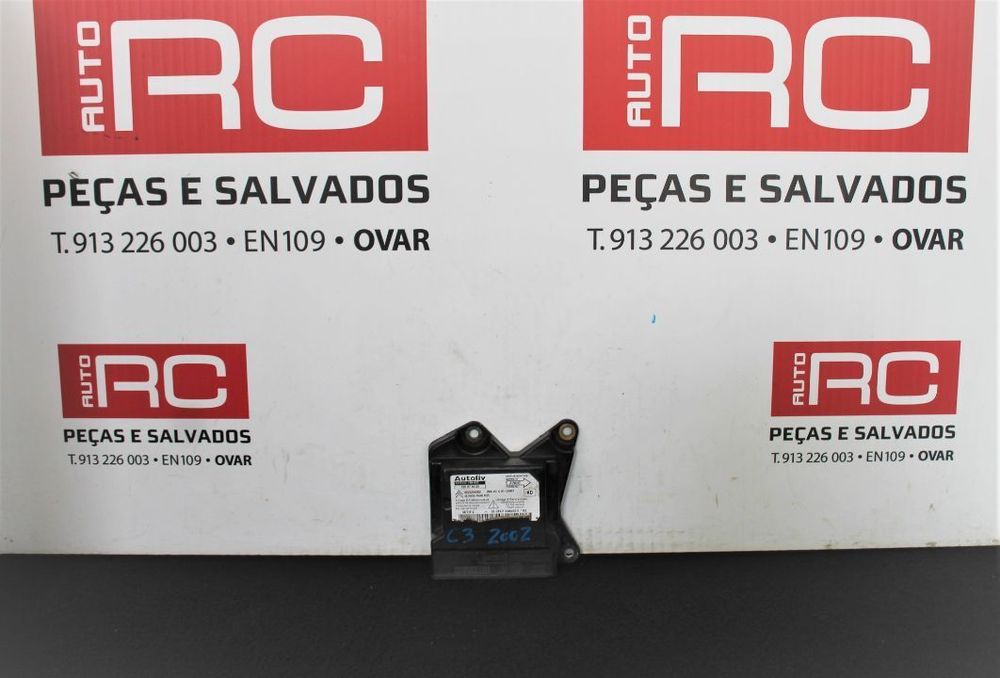 AUTO RC
PEÇAS E SALVADOS
T. 913 226 003 • EN109 • OVAR
AUTO RC
PEÇAS E SALVADOS
T. 913 226 003 • EN109 • OVAR
AUTO RC
PEÇAS E SALVADOS
T. 913 226 003 • EN109 • OVAR
AUTO RC
PEÇAS E SALVADOS
T. 913 226 003 • EN109 • OVAR
Autoliv
C3 2002